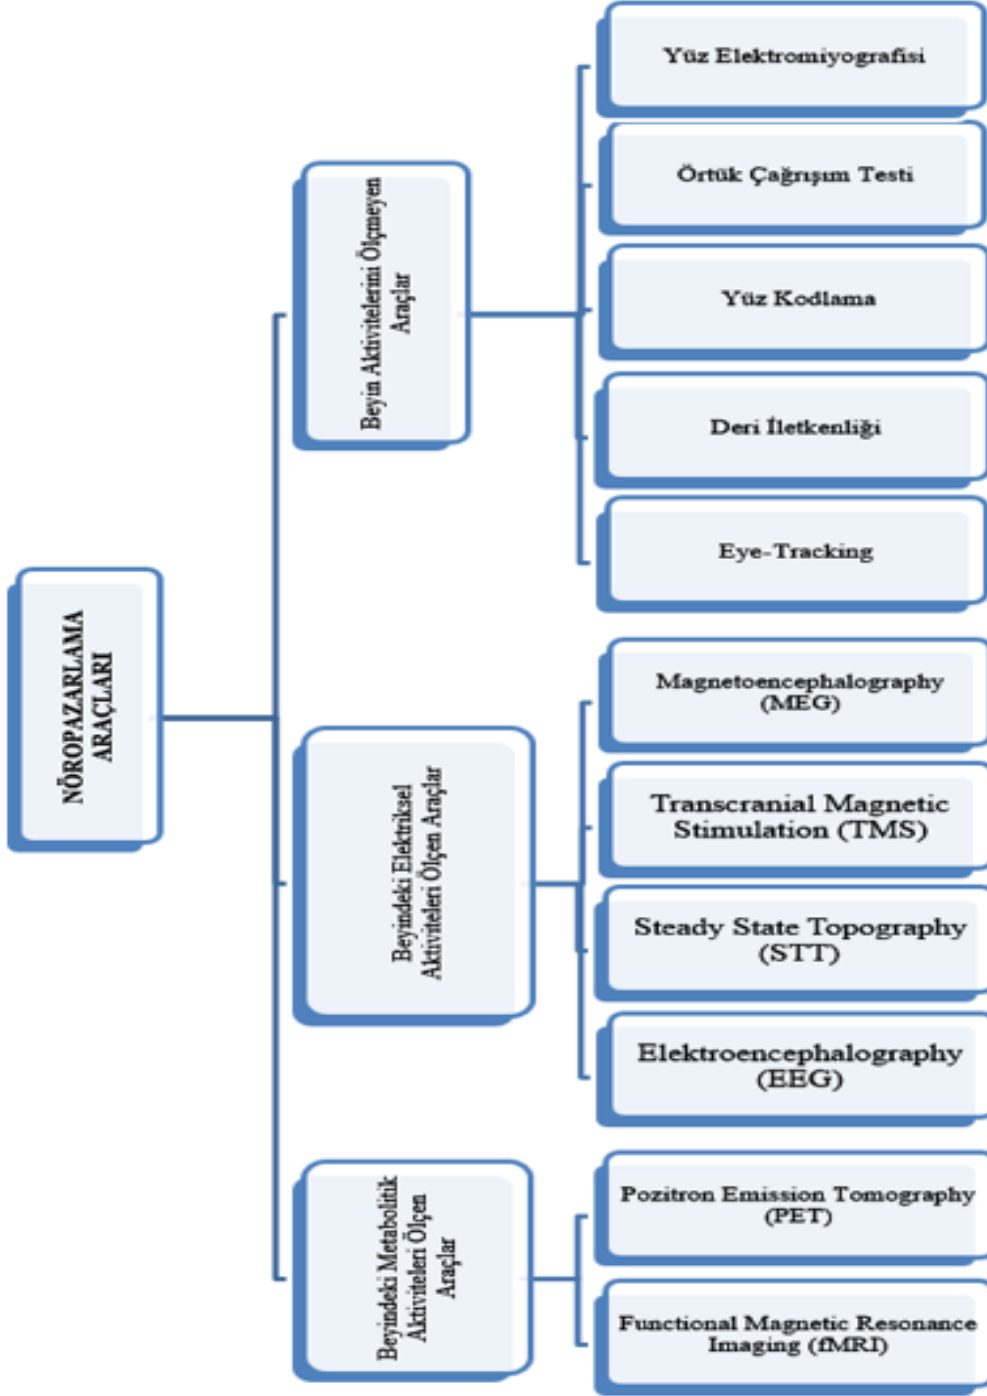 NÖROPAZARLAMA
ARAÇLARI
Beyin Aktivitelerini Ölçmeyen
Araçlar
Yüz Elektromiyografisi
Örtük Çağrışım Testi
Yüz Kodlama
Deri İletkenliği
Eye-Tracking
Beyindeki Elektriksel
Aktiviteleri Ölçen Araçlar
Magnetoencephalography
(MEG)
Transcranial Magnetic
Stimulation (TMS)
Steady State Topography
(STT)
Elektroencephalography
(EEG)
Beyindeki Metabolitik
Aktiviteleri Ölçen
Araçlar
Pozitron Emission Tomography
(PET)
Functional Magnetic Resonance
Imaging (fMRI)